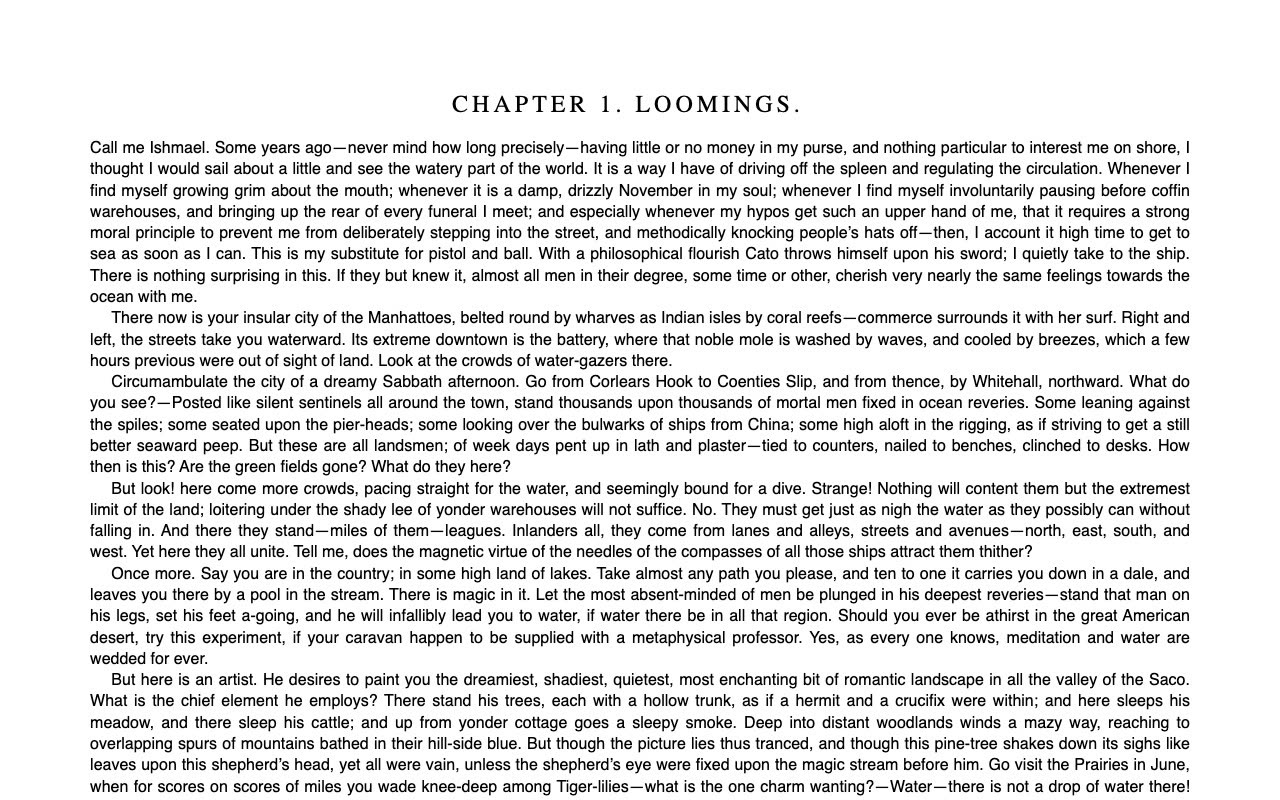 CHAPTER 1. LOOMINGS.
Call me Ishmael. Some years ago—never mind how long precisely—having little or no money in my purse, and nothing particular to interest me on shore, I
thought I would sail about a little and see the watery part of the world. It is a way I have of driving off the spleen and regulating the circulation. Whenever I
find myself growing grim about the mouth; whenever it is a damp, drizzly November in my soul; whenever I find myself involuntarily pausing before coffin
warehouses, and bringing up the rear of every funeral I meet; and especially whenever my hypos get such an upper hand of me, that it requires a strong
moral principle to prevent me from deliberately stepping into the street, and methodically knocking people’s hats off—then, I account it high time to get to
sea as soon as I can. This is my substitute for pistol and ball. With a philosophical flourish Cato throws himself upon his sword; I quietly take to the ship.
There is nothing surprising in this. If they but knew it, almost all men in their degree, some time or other, cherish very nearly the same feelings towards the
ocean with me.
There now is your insular city of the Manhattoes, belted round by wharves as Indian isles by coral reefs—commerce surrounds it with her surf. Right and
left, the streets take you waterward. Its extreme downtown is the battery, where that noble mole is washed by waves, and cooled by breezes, which a few
hours previous were out of sight of land. Look at the crowds of water-gazers there.
Circumambulate the city of a dreamy Sabbath afternoon. Go from Corlears Hook to Coenties Slip, and from thence, by Whitehall, northward. What do
you see?—Posted like silent sentinels all around the town, stand thousands upon thousands of mortal men fixed in ocean reveries. Some leaning against
the spiles; some seated upon the pier-heads; some looking over the bulwarks of ships from China; some high aloft in the rigging, as if striving to get a still
better seaward peep. But these are all landsmen; of week days pent up in lath and plaster—tied to counters, nailed to benches, clinched to desks. How
then is this? Are the green fields gone? What do they here?
But look! here come more crowds, pacing straight for the water, and seemingly bound for a dive. Strange! Nothing will content them but the extremest
limit of the land; loitering under the shady lee of yonder warehouses will not suffice. No. They must get just as nigh the water as they possibly can without
falling in. And there they stand—miles of them—leagues. Inlanders all, they come from lanes and alleys, streets and avenues—north, east, south, and
west. Yet here they all unite. Tell me, does the magnetic virtue of the needles of the compasses of all those ships attract them thither?
Once more. Say you are in the country; in some high land of lakes. Take almost any path you please, and ten to one it carries you down in a dale, and
leaves you there by a pool in the stream. There is magic in it. Let the most absent-minded of men be plunged in his deepest reveries—stand that man on
his legs, set his feet a-going, and he will infallibly lead you to water, if water there be in all that region. Should you ever be athirst in the great American
desert, try this experiment, if your caravan happen to be supplied with a metaphysical professor. Yes, as every one knows, meditation and water are
wedded for ever.
But here is an artist. He desires to paint you the dreamiest, shadiest, quietest, most enchanting bit of romantic landscape in all the valley of the Saco.
What is the chief element he employs? There stand his trees, each with a hollow trunk, as if a hermit and a crucifix were within; and here sleeps his
meadow, and there sleep his cattle; and up from yonder cottage goes a sleepy smoke. Deep into distant woodlands winds a mazy way, reaching to
overlapping spurs of mountains bathed in their hill-side blue. But though the picture lies thus tranced, and though this pine-tree shakes down its sighs like
leaves upon this shepherd’s head, yet all were vain, unless the shepherd’s eye were fixed upon the magic stream before him. Go visit the Prairies in June,
when for scores on scores of miles you wade knee-deep among Tiger-lilies—what is the one charm wanting?—Water—there is not a drop of water there!